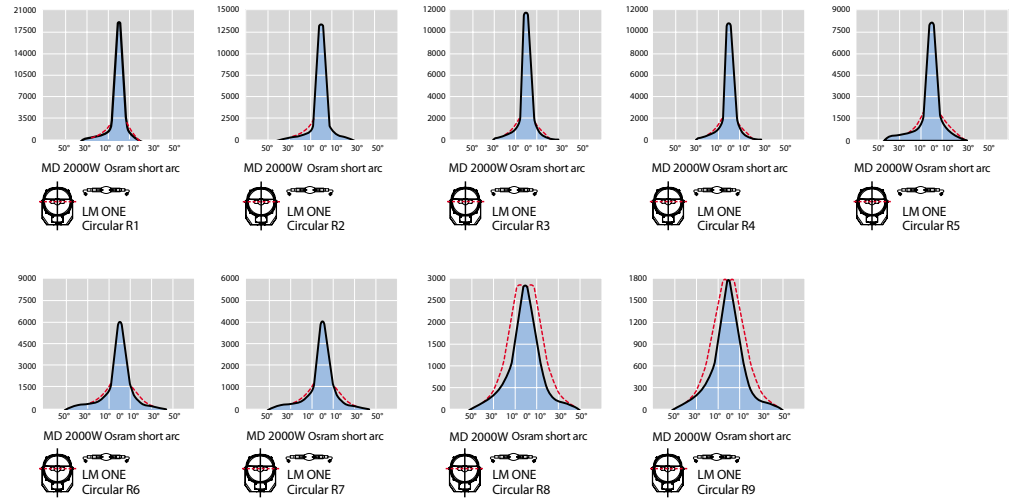 21000
17500
14000
10500
7000
3500
0
50° 30° 10° 0° 10° 30° 50°
MD 2000W Osram short arc
LM ONE
Circular R1
15000
12500
10000
7500
5000
2500
0
50° 30° 10° 0° 10° 30° 50°
MD 2000W Osram short arc
LM ONE
Circular R2
12000
10000
8000
6000
4000
2000
0
50° 30° 10° 0° 10° 30° 50°
MD 2000W Osram short arc
LM ONE
Circular R3
12000
10000
8000
6000
4000
2000
0
50° 30° 10° 0° 10° 30° 50°
MD 2000W Osram short arc
LM ONE
Circular R4
9000
7500
6000
4500
3000
1500
0
50° 30° 10° 0° 10° 30° 50°
MD 2000W Osram short arc
LM ONE
Circular R5
9000
7500
6000
4500
3000
1500
0
50° 30° 10° 0° 10° 30° 50°
MD 2000W Osram short arc
LM ONE
Circular R6
6000
5000
4000
3000
2000
1000
0
50° 30° 10° 0° 10° 30° 50°
MD 2000W Osram short arc
LM ONE
Circular R7
3000
2500
2000
1500
1000
500
0
50° 30° 10° 0° 10° 30° 50°
MD 2000W Osram short arc
LM ONE
Circular R8
1800
1500
1200
900
600
300
0
50° 30° 10° 0° 10° 30° 50°
MD 2000W Osram short arc
LM ONE
Circular R9